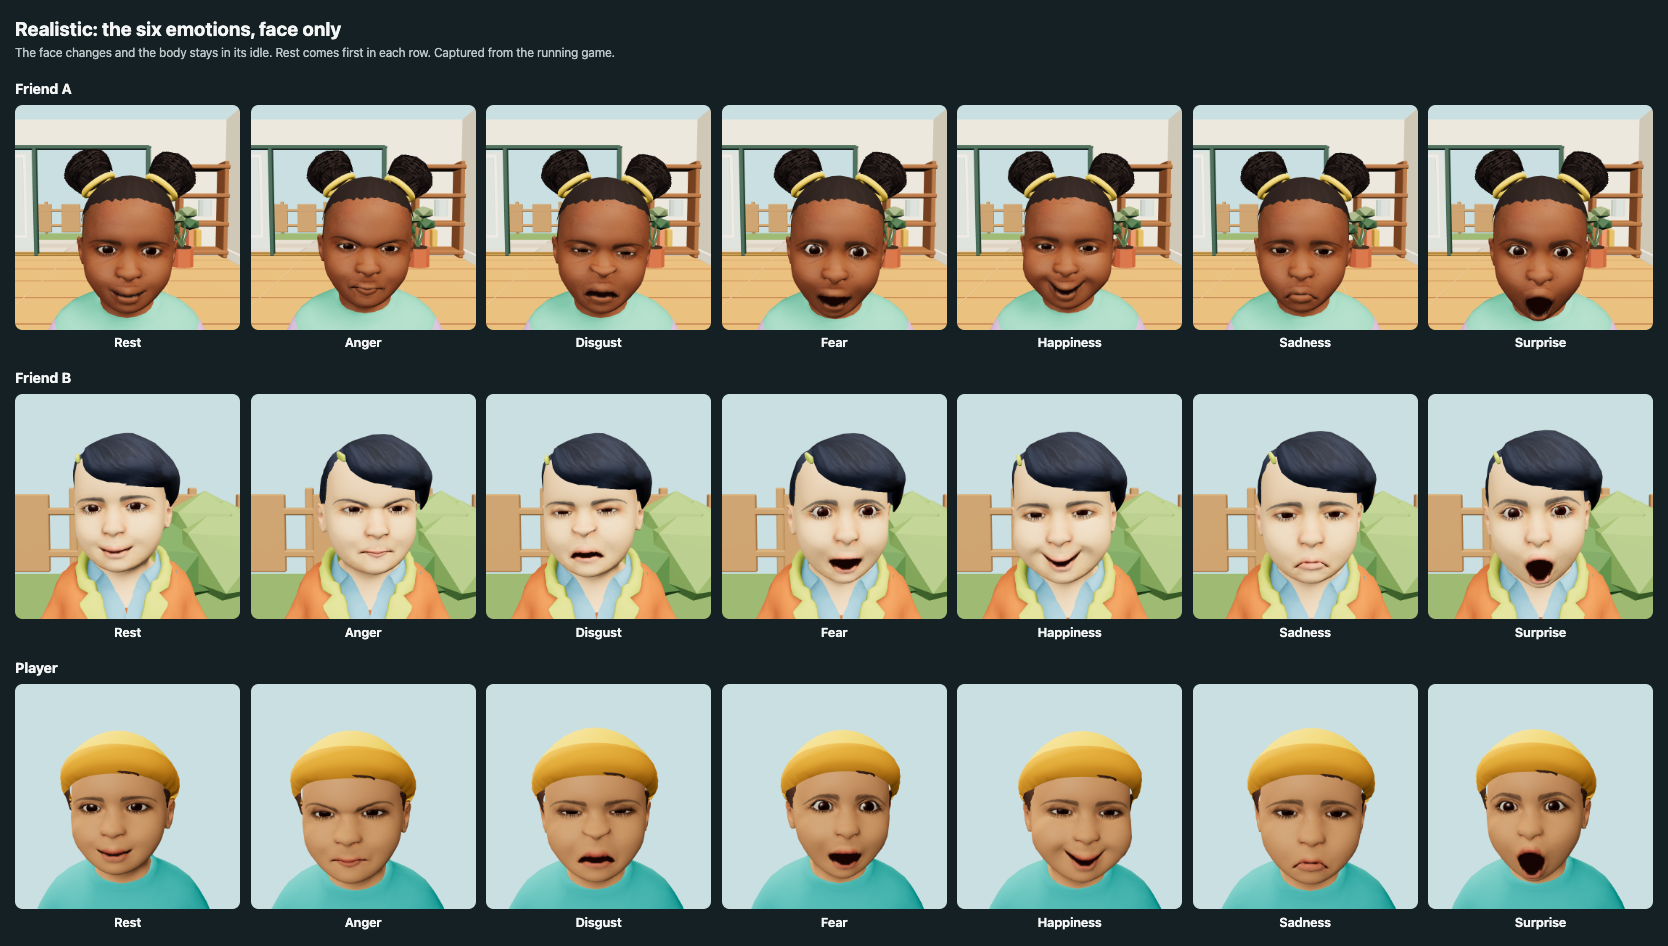 Realistic: the six emotions, face only
The face changes and the body stays in its idle. Rest comes first in each row. Captured from the running game.
Friend A
Rest Anger Disgust Fear Happiness Sadness Surprise
Friend B
Rest Anger Disgust Fear Happiness Sadness Surprise
Player
Rest Anger Disgust Fear Happiness Sadness Surprise